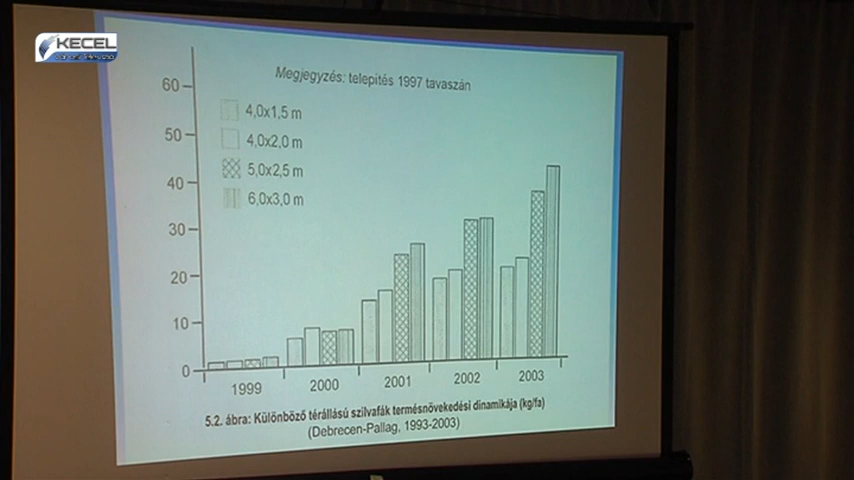 KECEL
Megjegyzés: telepítés 1997 tavaszán
60
50
40
30
20
10
0
4,0x1,5 m
4,0x2,0 m
5,0x2,5 m
6,0x3,0 m
1999 2000 2001 2002 2003
5.2. ábra: Különböző térállású szilvafák termésnövekedési dinamikája (kg/fa)
(Debrecen-Pallag, 1993-2003)